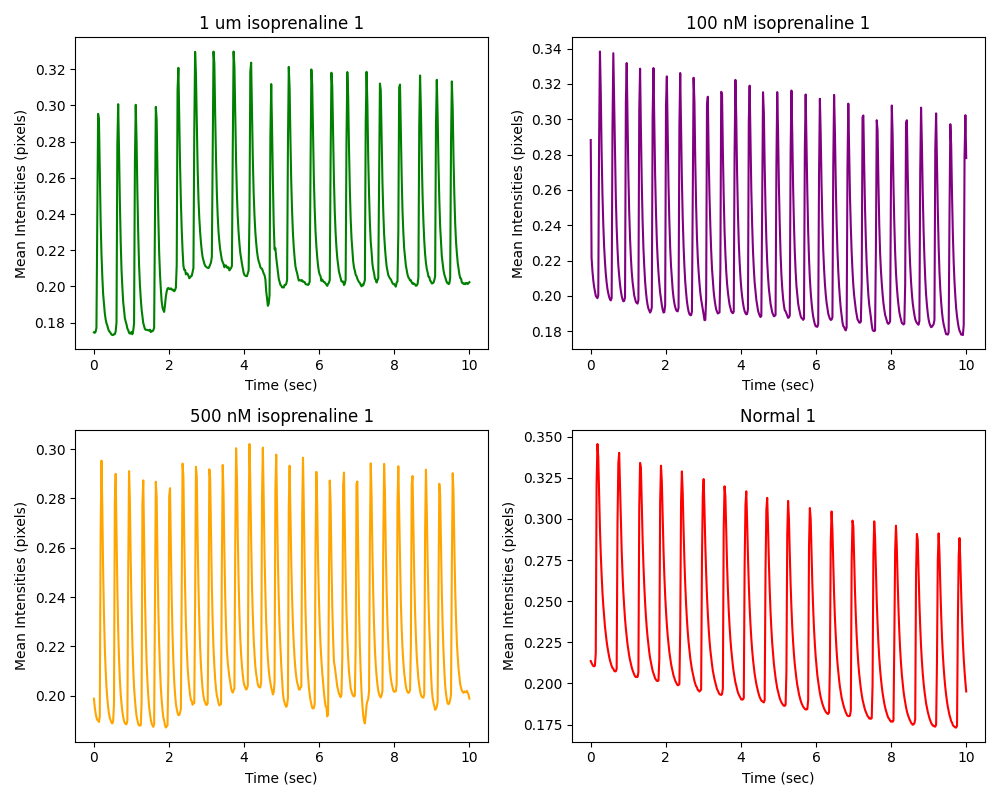 1 um isoprenaline 1
Mean Intensities (pixels)
0.32
0.30
0.28
0.26
0.24
0.22
0.20
0.18
0 2 4 6 8 10
Time (sec)
100 nM isoprenaline 1
Mean Intensities (pixels)
0.34
0.32
0.30
0.28
0.26
0.24
0.22
0.20
0.18
0 2 4 6 8 10
Time (sec)
500 nM isoprenaline 1
Mean Intensities (pixels)
0.30
0.28
0.26
0.24
0.22
0.20
0 2 4 6 8 10
Time (sec)
Normal 1
Mean Intensities (pixels)
0.350
0.325
0.300
0.275
0.250
0.225
0.200
0.175
0 2 4 6 8 10
Time (sec)